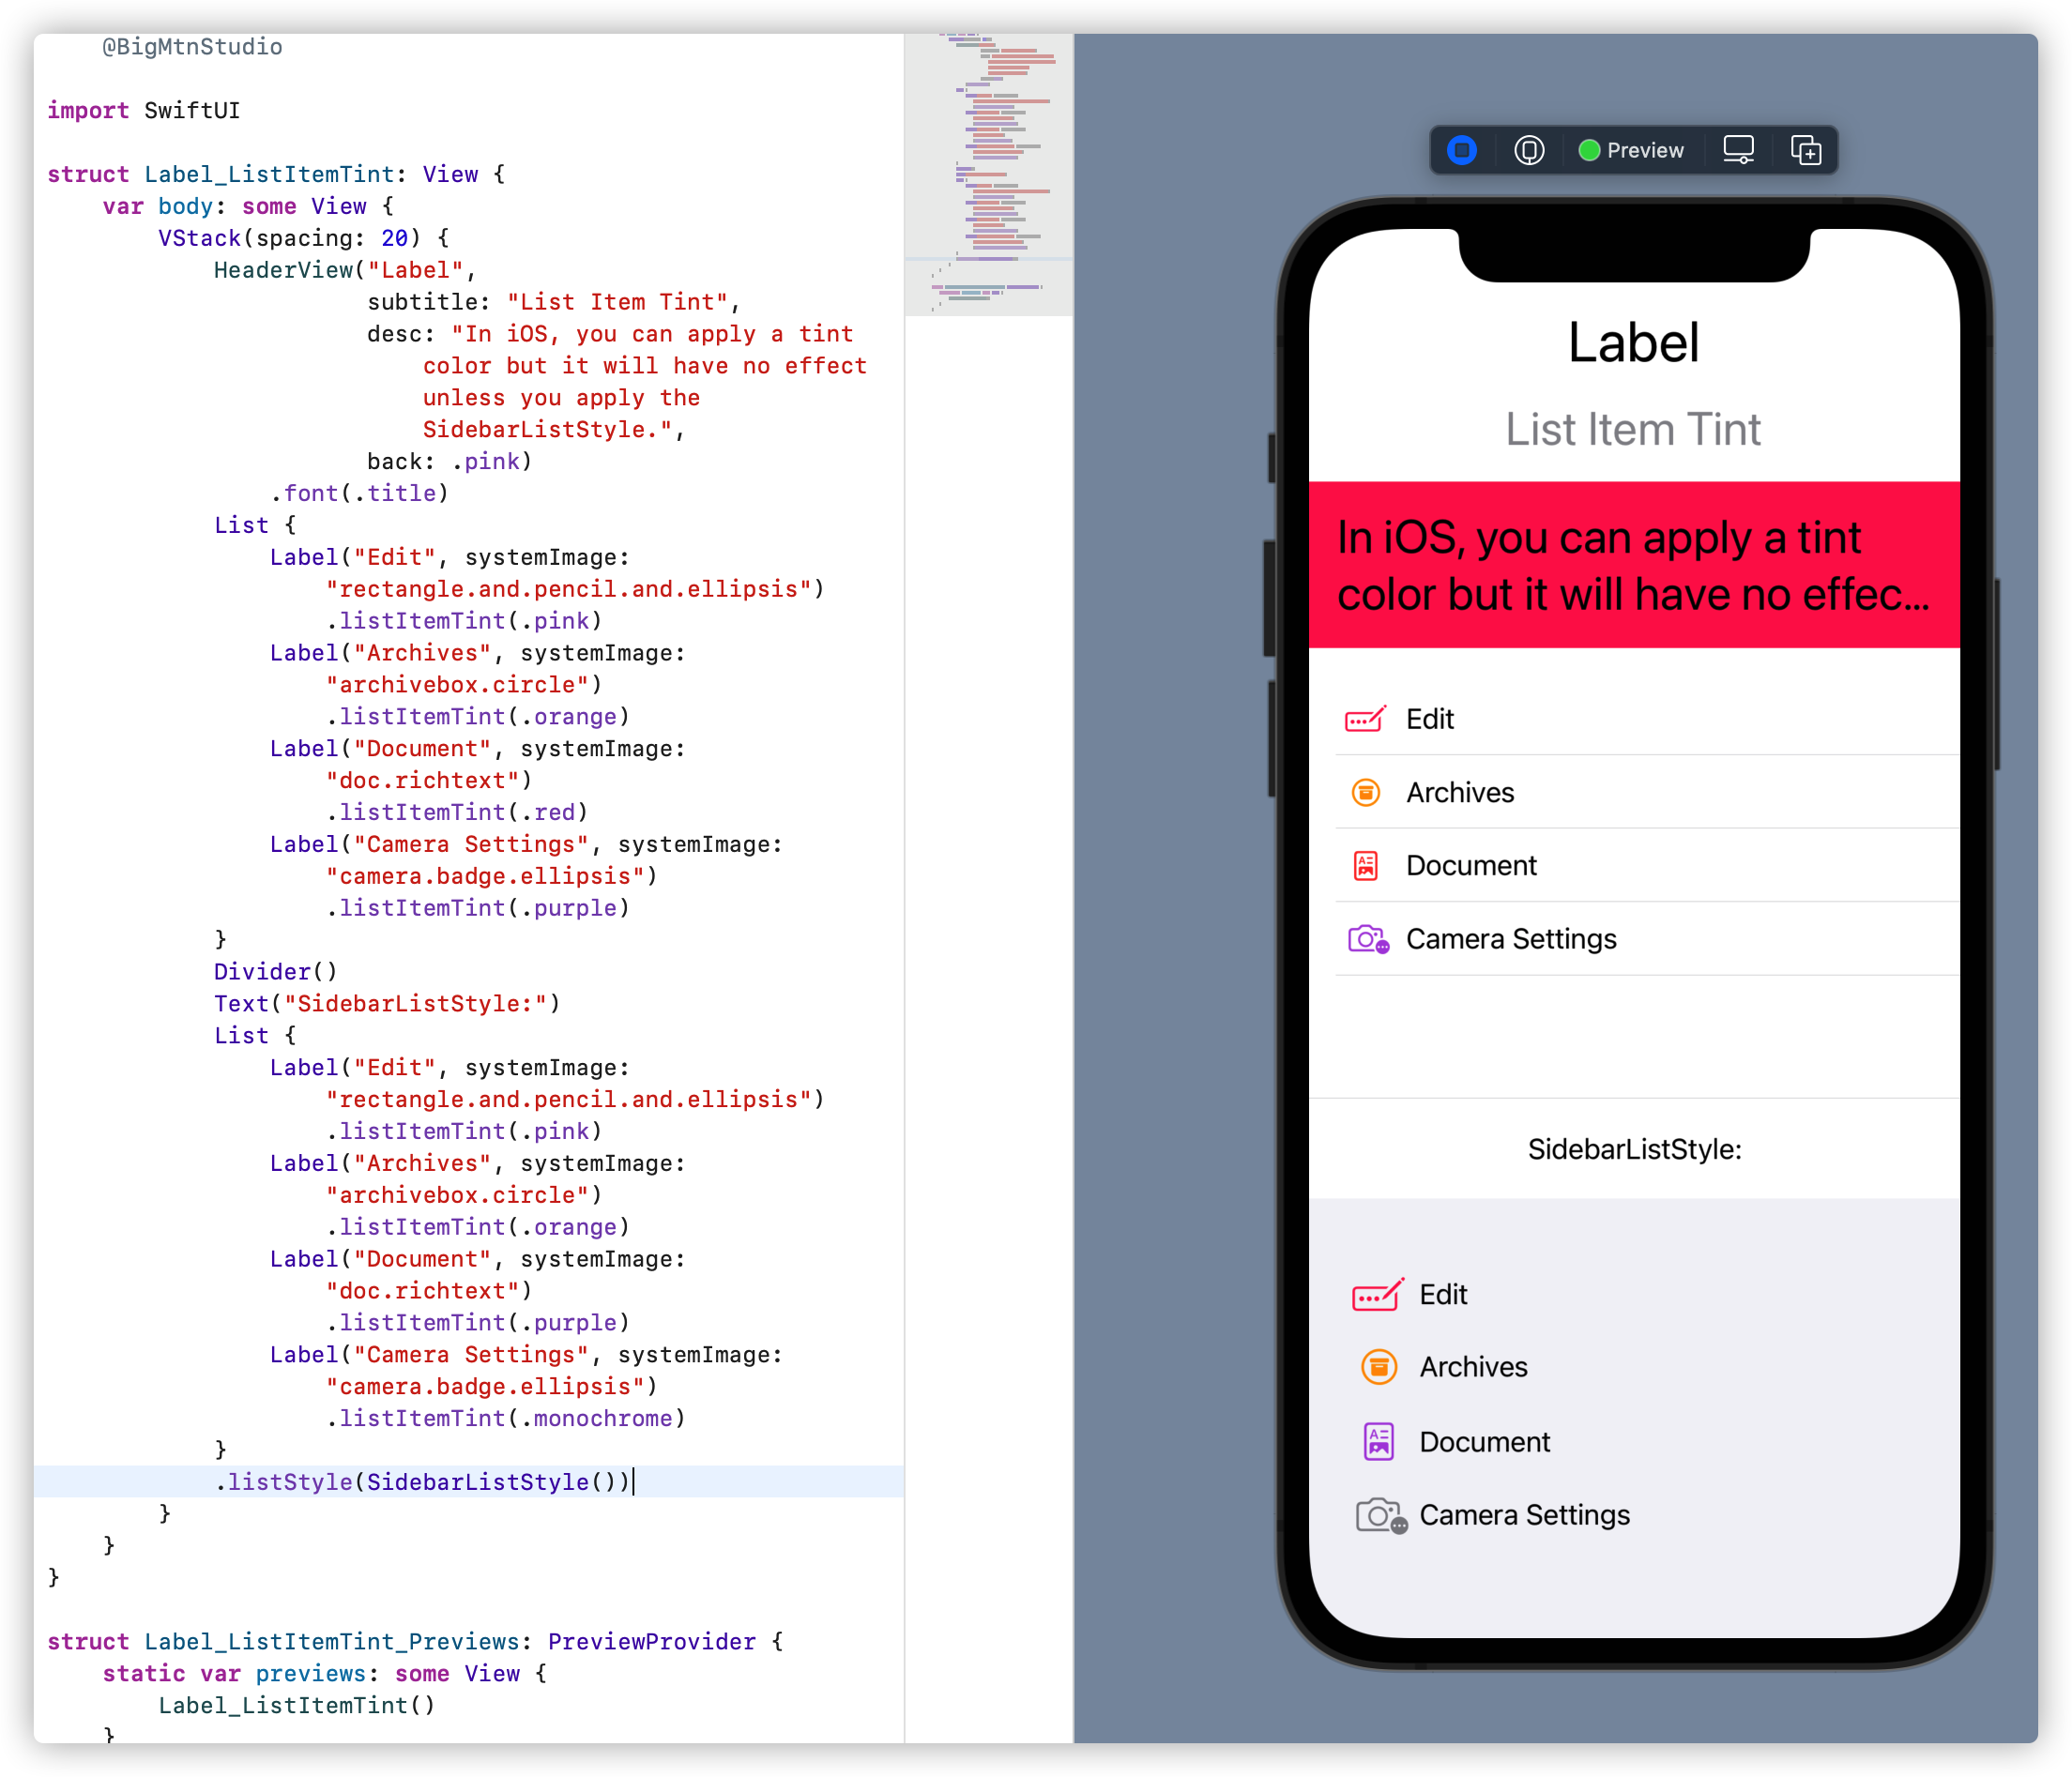 @BigMtnStudio
import SwiftUI
struct Label_ListItemTint: View {
var body: some View {
VStack(spacing: 20) {
HeaderView("Label",
subtitle: "List Item Tint",
desc: "In iOS, you can apply a tint
color but it will have no effect
unless you apply the
SidebarListStyle.",
back: .pink)
.font(.title)
List {
Label("Edit", systemImage:
"rectangle.and.pencil.and.ellipsis")
.listItemTint(.pink)
Label("Archives", systemImage:
"archivebox.circle")
.listItemTint(.orange)
Label("Document", systemImage:
"doc.richtext")
.listItemTint(.red)
Label("Camera Settings", systemImage:
"camera.badge.ellipsis")
.listItemTint(.purple)
}
Divider()
Text("SidebarListStyle:")
List {
Label("Edit", systemImage:
"rectangle.and.pencil.and.ellipsis")
.listItemTint(.pink)
Label("Archives", systemImage:
"archivebox.circle")
.listItemTint(.orange)
Label("Document", systemImage:
"doc.richtext")
.listItemTint(.purple)
Label("Camera Settings", systemImage:
"camera.badge.ellipsis")
.listItemTint(.monochrome)
}
.listStyle(SidebarListStyle())
}
}
}
struct Label_ListItemTint_Previews: PreviewProvider {
static var previews: some View {
Label_ListItemTint()
}
Preview
Label
List Item Tint
In iOS, you can apply a tint
color but it will have no effec...
Edit
Archives
Document
Camera Settings
SidebarListStyle:
Edit
Archives
Document
Camera Settings